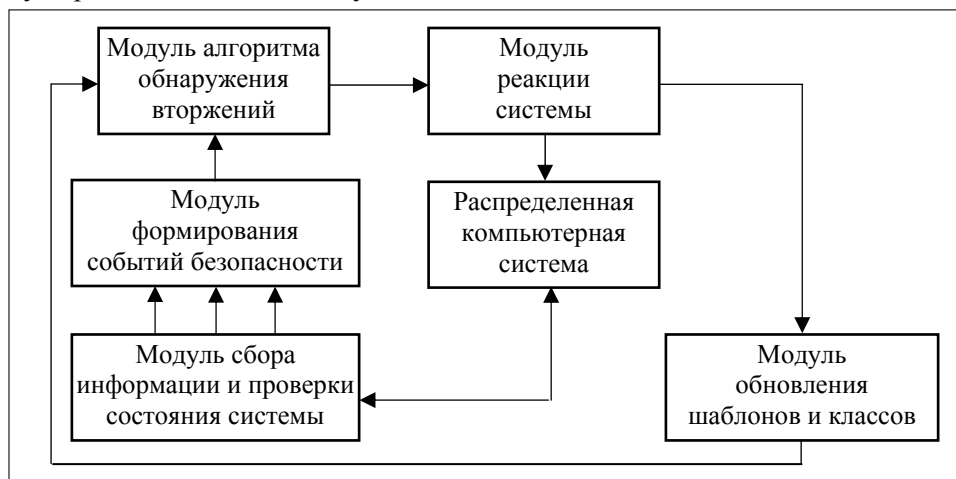 Модуль алгоритма
обнаружения
вторжений
Модуль
реакции
системы
Модуль
формирования
событий безопасности
Распределенная
компьютерная
система
Модуль сбора
информации и проверки
состояния системы
Модуль
обновления
шаблонов и классов